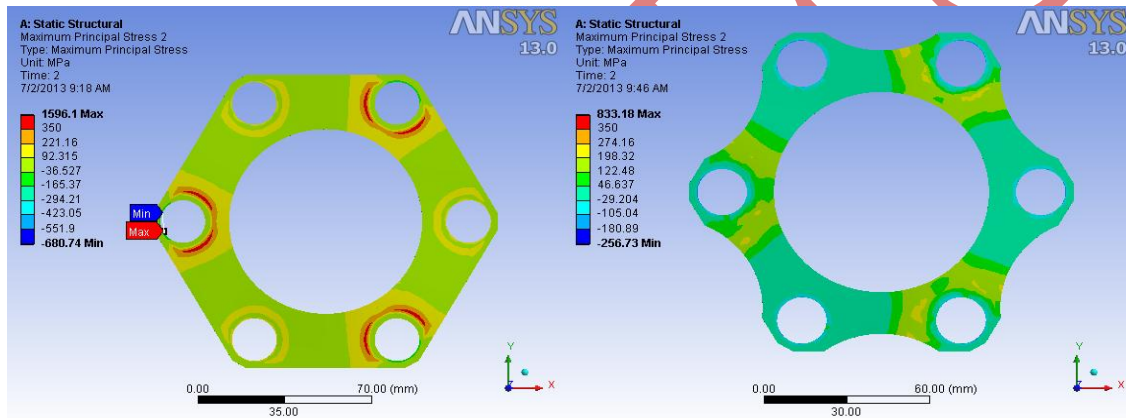 A: Static Structural
Maximum Principal Stress 2
Type: Maximum Principal Stress
Unit: MPa
Time: 2
7/2/2013 9:18 AM
1596.1 Max
350
221.16
92.315
-36.527
-165.37
-294.21
-423.05
-551.9
-680.74 Min
ANSYS
13.0
Min
Max
Y
X
0.00
70.00 (mm)
35.00
A: Static Structural
Maximum Principal Stress 2
Type: Maximum Principal Stress
Unit: MPa
Time: 2
7/2/2013 9:46 AM
833.18 Max
350
274.16
198.32
122.48
46.637
-29.204
-105.04
-180.89
-256.73 Min
ANSYS
13.0
Y
X
0.00
60.00 (mm)
30.00